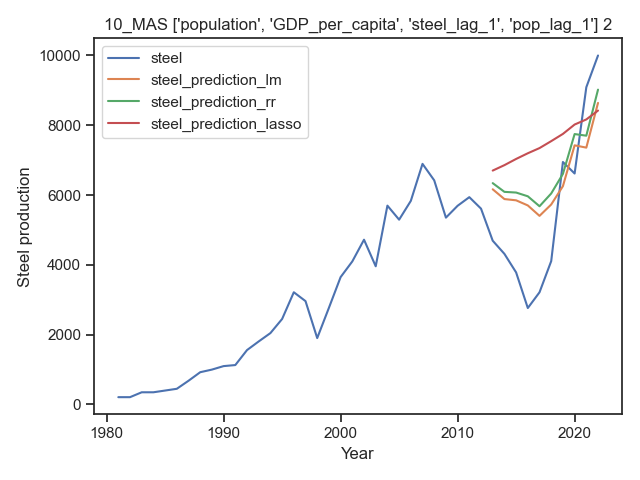 10_MAS ['population', 'GDP_per_capita', 'steel_lag_1', 'pop_lag_1'] 2
steel
steel_prediction_lm
steel_prediction_rr
steel_prediction_lasso
Steel production
10000
8000
6000
4000
2000
0
1980
1990
2000
2010
2020
Year